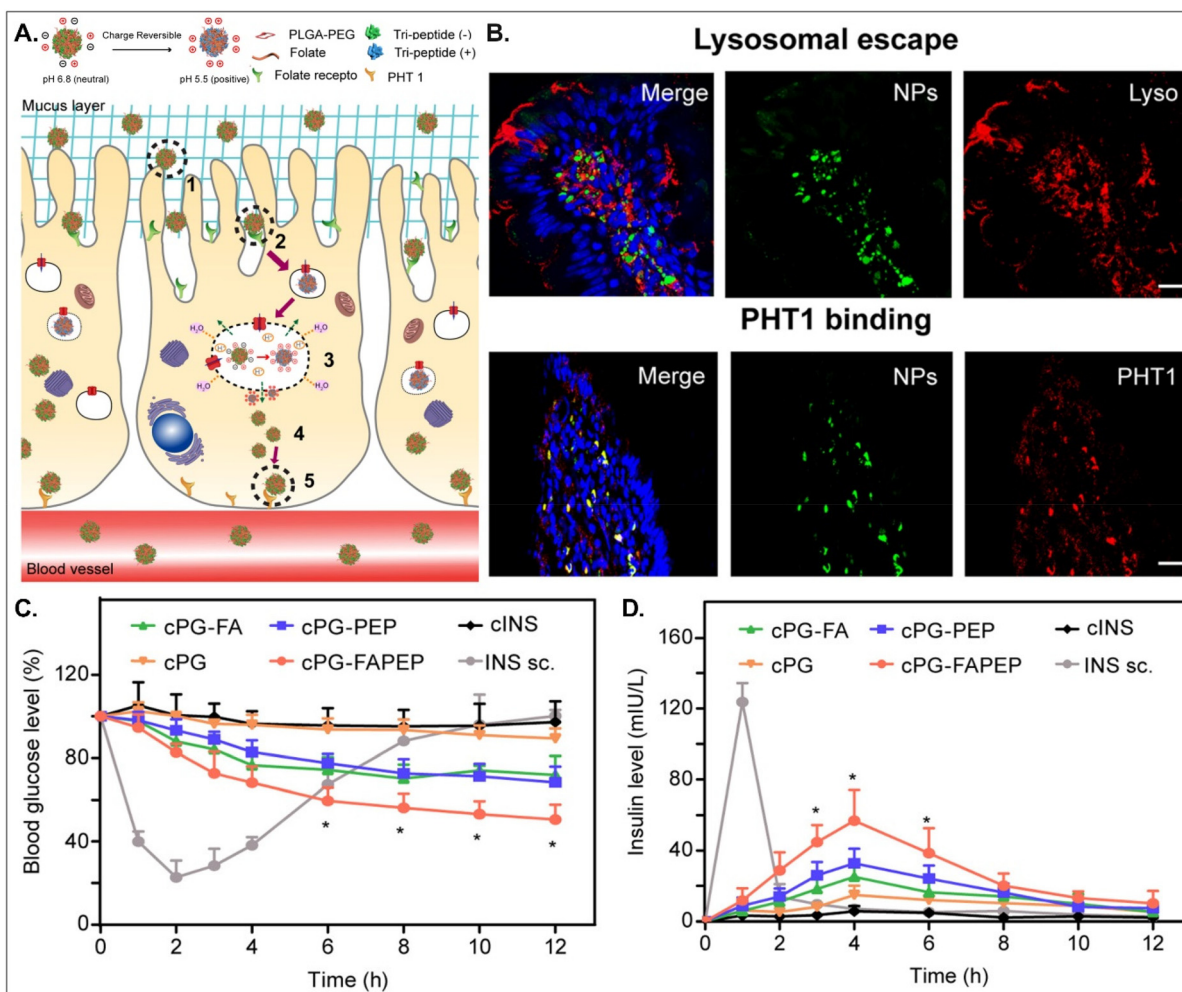 A.
Charge Reversible
pH 6.8 (neutral)
pH 5.5 (positive)
PLGA-PEG
Tri-peptide (-)
Folate
Tri-peptide (+)
Folate recepto
PHT 1
Mucus layer
1
2
H₂O
H₂O
H⁺
H⁺
H⁺
3
H₂O
H₂O
4
5
Blood vessel
B.
Lysosomal escape
Merge
NPs
Lyso
PHT1 binding
Merge
NPs
PHT1
C.
cPG-FA
cPG-PEP
cINS
cPG
cPG-FAPEP
INS sc.
Blood glucose level (%)
120
80
40
0
* * * *
0 2 4 6 8 10 12
Time (h)
D.
cPG-FA
cPG-PEP
cINS
cPG
cPG-FAPEP
INS sc.
Insulin level (mIU/L)
160
120
80
40
0
* * *
0 2 4 6 8 10 12
Time (h)